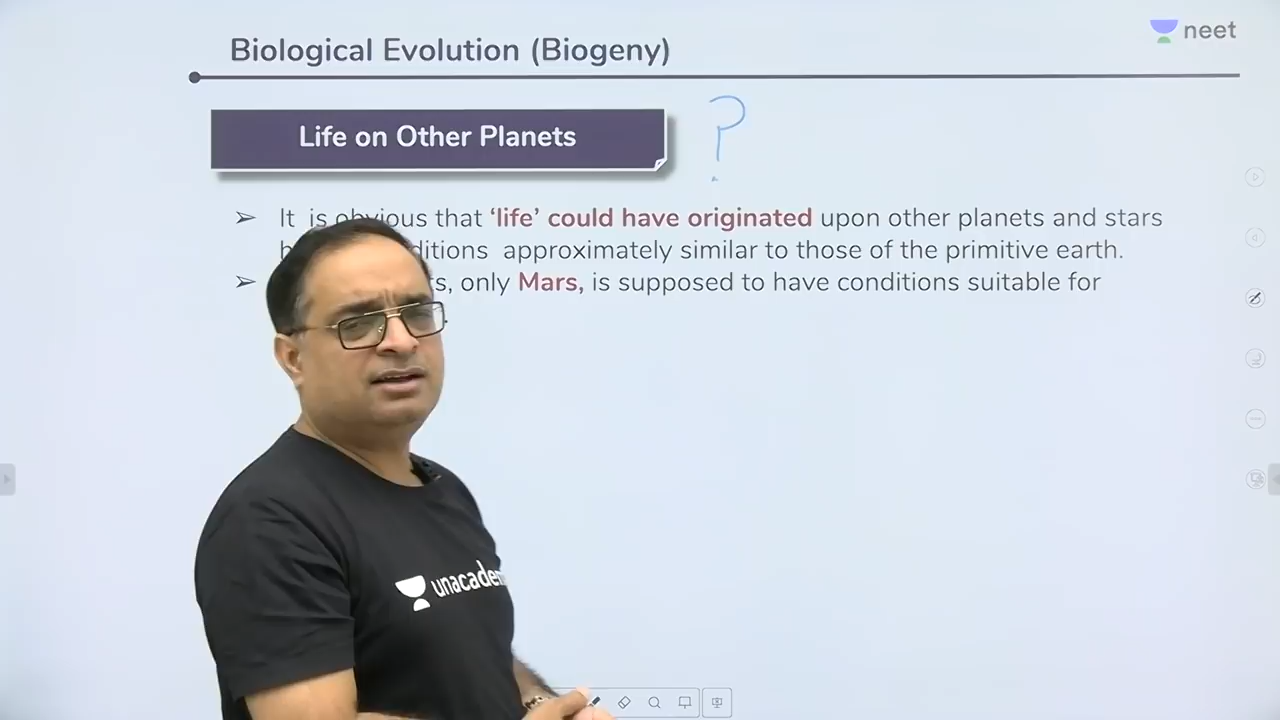 neet
Biological Evolution (Biogeny)
Life on Other Planets ?
It is obvious that ‘life’ could have originated upon other planets and stars
approximately similar to those of the primitive earth.
only Mars, is supposed to have conditions suitable for